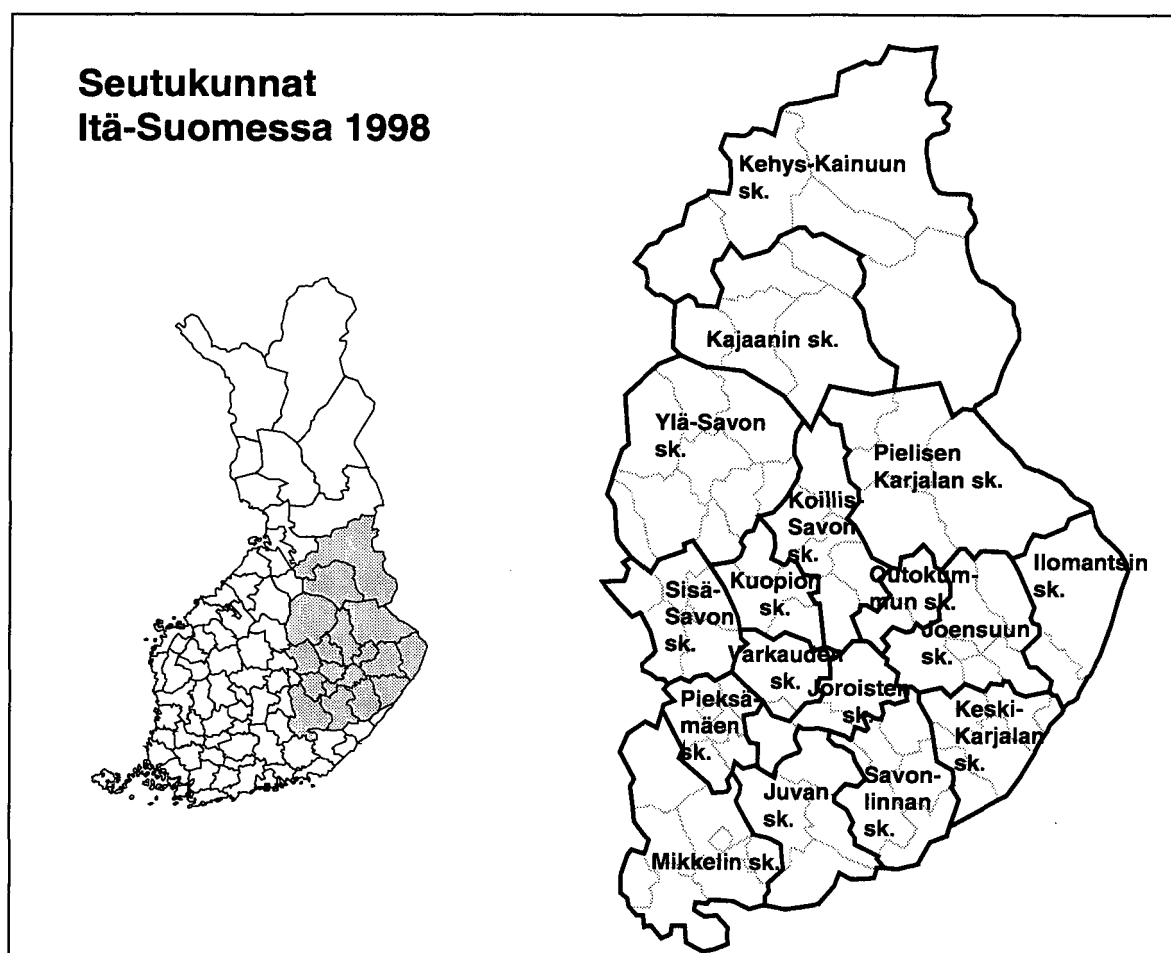 Seutukunnat
Itä-Suomessa 1998
Kehys-Kainuun
sk.
Kajaanin sk.
Ylä-Savon
sk.
Pielisen
Karjalan sk.
Koillis-
Savon
sk.
Ilomantsin
sk.
Outokum-
mun sk.
Kuopion
sk.
Sisä-
Savon
sk.
Joensuun
sk.
Varkauden
sk.
Joroisten
sk.
Pieksä-
mäen
sk.
Keski-
Karjalan
sk.
Savon-
linnan
sk.
Juvan
sk.
Mikkelin sk.